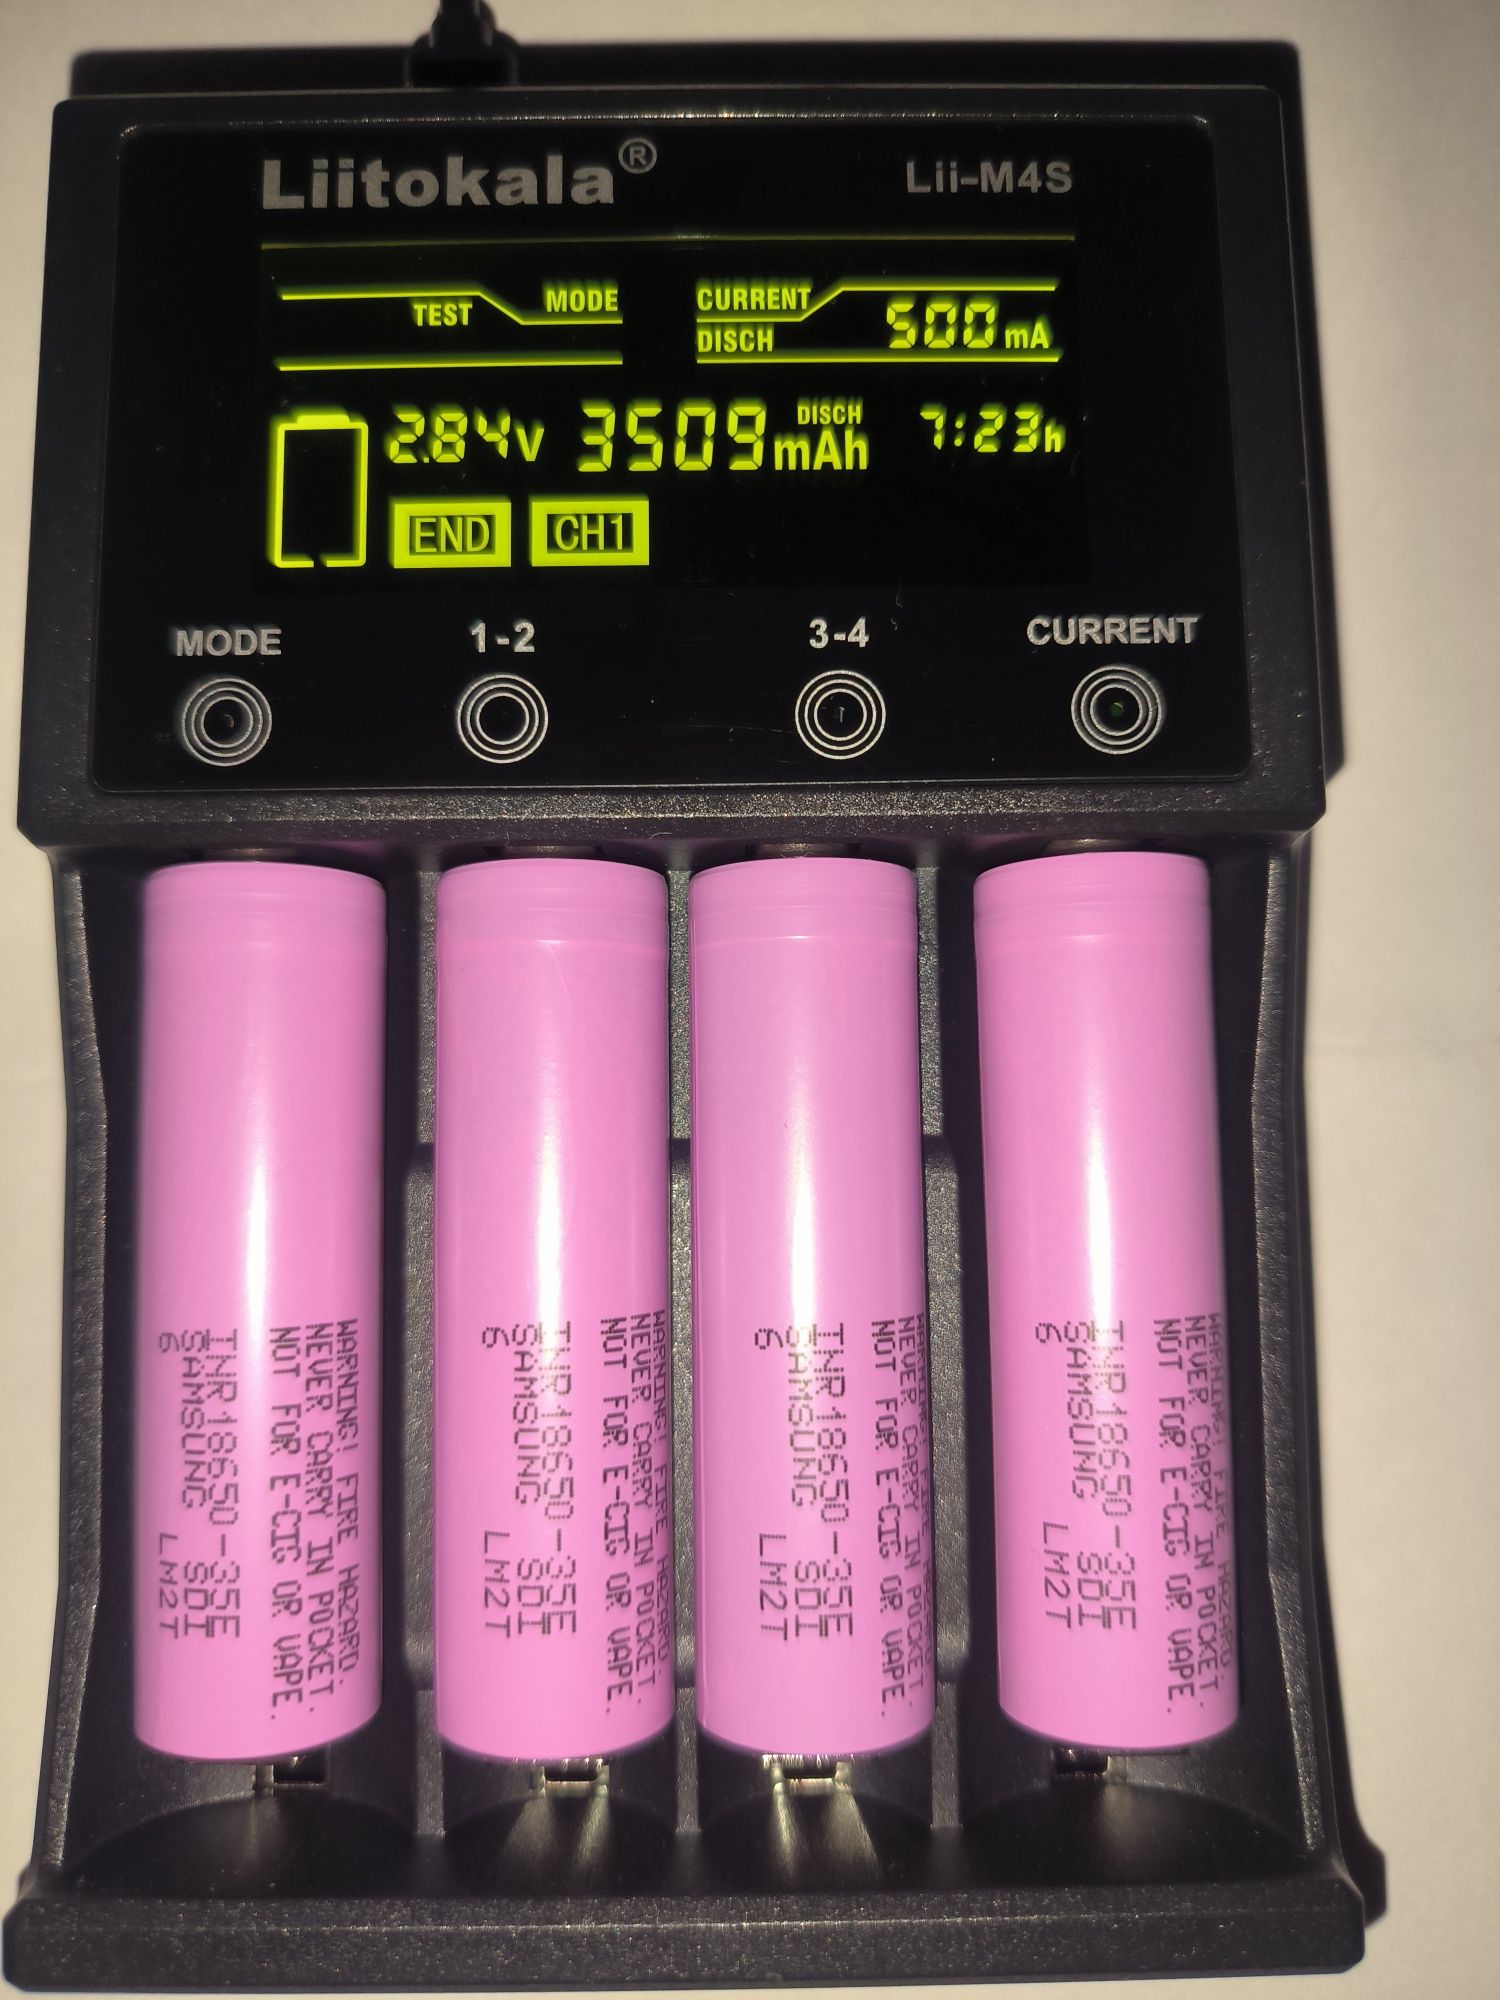 Liitokala®
Lii-M4S
TEST MODE
CURRENT
DISCH 500 mA
2.84V 3509 DISCH mAh 7:23h
END CH1
MODE 1-2 3-4 CURRENT
WARNING! FIRE HAZARD.
NEVER CARRY IN POCKET.
NOT FOR E-CIG OR VAPE.
INR18650-35E
SAMSUNG SDI
6 LM2T
WARNING! FIRE HAZARD.
NEVER CARRY IN POCKET.
NOT FOR E-CIG OR VAPE.
INR18650-35E
SAMSUNG SDI
6 LM2T
WARNING! FIRE HAZARD.
NEVER CARRY IN POCKET.
NOT FOR E-CIG OR VAPE.
INR18650-35E
SAMSUNG SDI
6 LM2T
WARNING! FIRE HAZARD.
NEVER CARRY IN POCKET.
NOT FOR E-CIG OR VAPE.
INR18650-35E
SAMSUNG SDI
6 LM2T